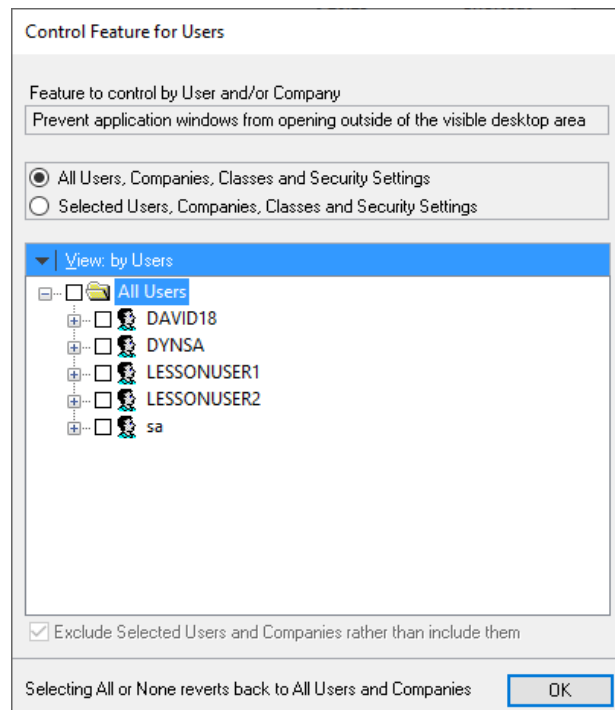 Control Feature for Users
Feature to control by User and/or Company
Prevent application windows from opening outside of the visible desktop area
All Users, Companies, Classes and Security Settings
Selected Users, Companies, Classes and Security Settings
View: by Users
All Users
DAVID18
DYNSA
LESSONUSER1
LESSONUSER2
sa
Exclude Selected Users and Companies rather than include them
Selecting All or None reverts back to All Users and Companies OK